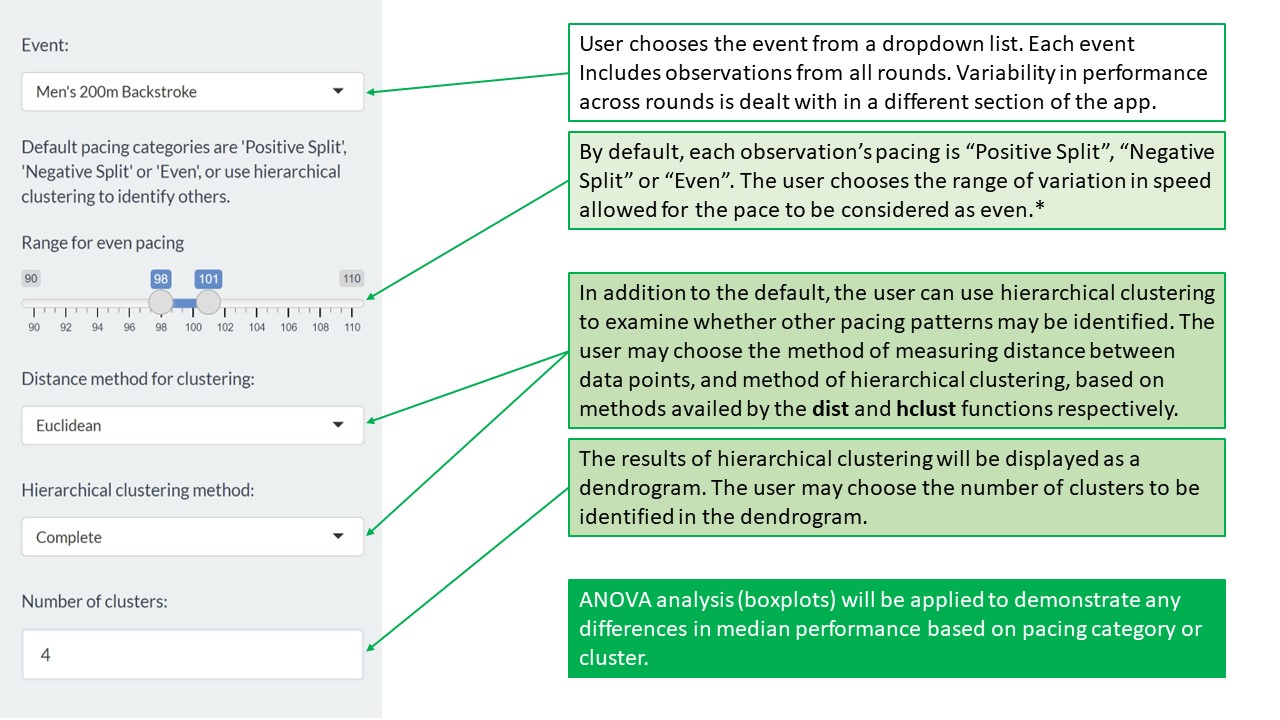 Event:
Men's 200m Backstroke
Default pacing categories are 'Positive Split',
'Negative Split' or 'Even', or use hierarchical
clustering to identify others.
Range for even pacing
90 98 101 110
90 92 94 96 98 100 102 104 106 108 110
Distance method for clustering:
Euclidean
Hierarchical clustering method:
Complete
Number of clusters:
4
User chooses the event from a dropdown list. Each event
Includes observations from all rounds. Variability in performance
across rounds is dealt with in a different section of the app.
By default, each observation’s pacing is “Positive Split”, “Negative
Split” or “Even”. The user chooses the range of variation in speed
allowed for the pace to be considered as even.*
In addition to the default, the user can use hierarchical clustering
to examine whether other pacing patterns may be identified. The
user may choose the method of measuring distance between
data points, and method of hierarchical clustering, based on
methods availed by the dist and hclust functions respectively.
The results of hierarchical clustering will be displayed as a
dendrogram. The user may choose the number of clusters to be
identified in the dendrogram.
ANOVA analysis (boxplots) will be applied to demonstrate any
differences in median performance based on pacing category or
cluster.